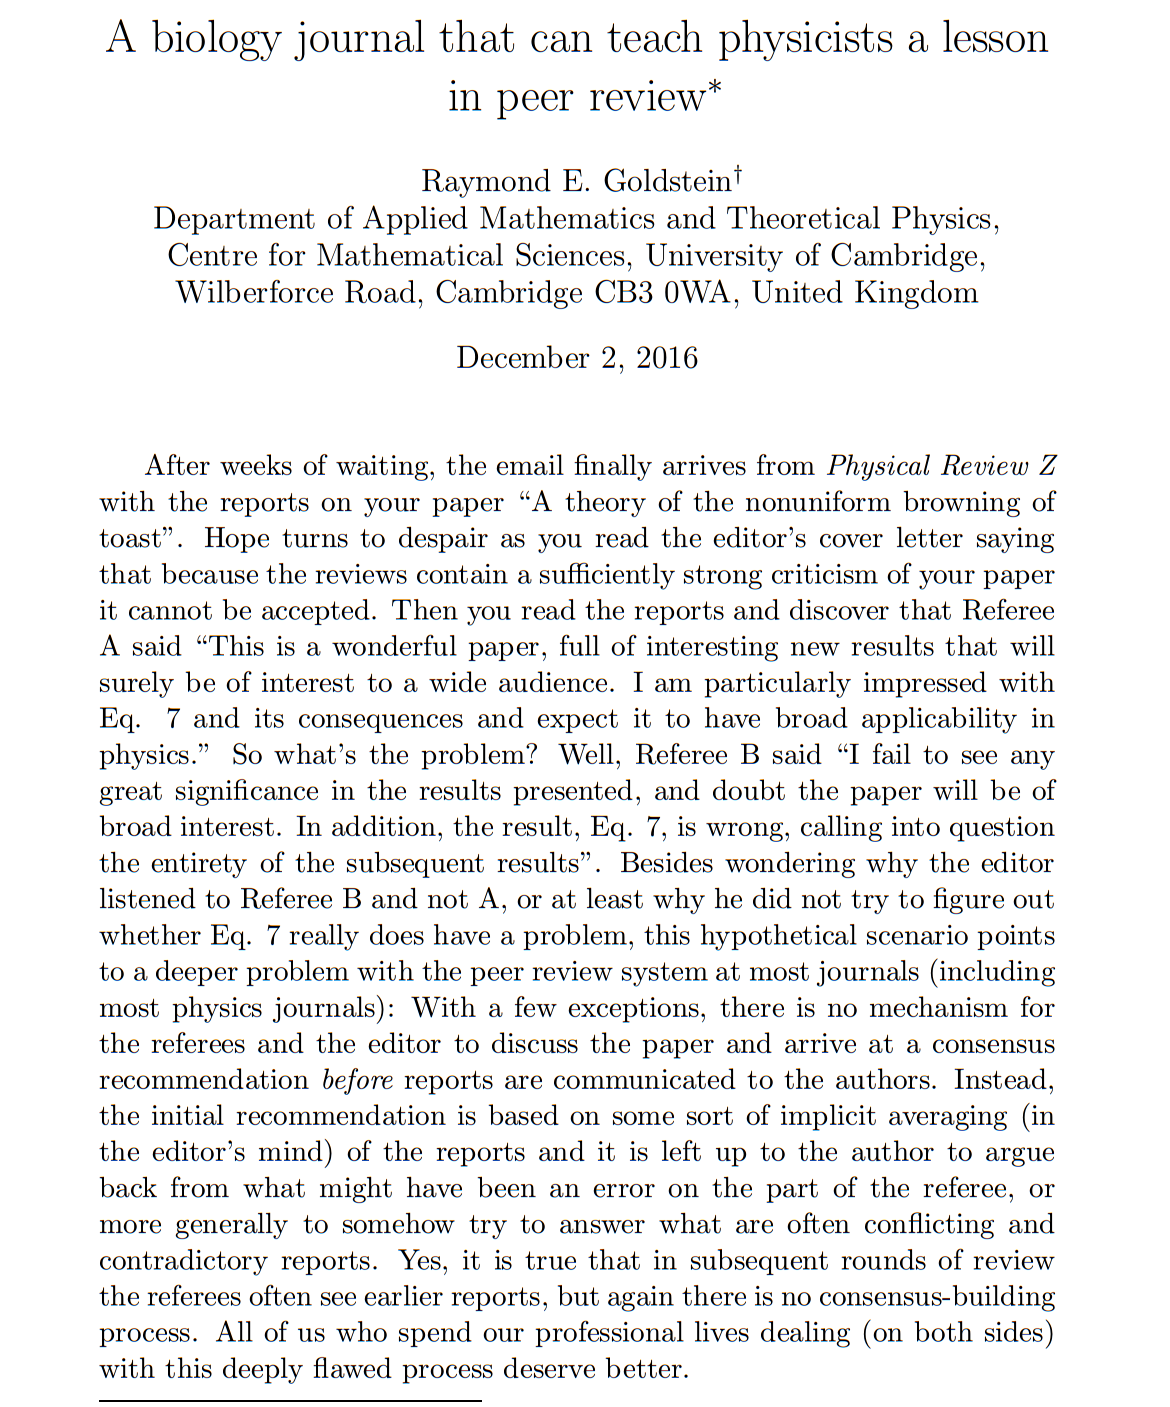 A biology journal that can teach physicists a lesson
in peer review*
Raymond E. Goldstein†
Department of Applied Mathematics and Theoretical Physics,
Centre for Mathematical Sciences, University of Cambridge,
Wilberforce Road, Cambridge CB3 0WA, United Kingdom
December 2, 2016
After weeks of waiting, the email finally arrives from Physical Review Z
with the reports on your paper “A theory of the nonuniform browning of
toast”. Hope turns to despair as you read the editor’s cover letter saying
that because the reviews contain a sufficiently strong criticism of your paper
it cannot be accepted. Then you read the reports and discover that Referee
A said “This is a wonderful paper, full of interesting new results that will
surely be of interest to a wide audience. I am particularly impressed with
Eq. 7 and its consequences and expect it to have broad applicability in
physics.” So what’s the problem? Well, Referee B said “I fail to see any
great significance in the results presented, and doubt the paper will be of
broad interest. In addition, the result, Eq. 7, is wrong, calling into question
the entirety of the subsequent results”. Besides wondering why the editor
listened to Referee B and not A, or at least why he did not try to figure out
whether Eq. 7 really does have a problem, this hypothetical scenario points
to a deeper problem with the peer review system at most journals (including
most physics journals): With a few exceptions, there is no mechanism for
the referees and the editor to discuss the paper and arrive at a consensus
recommendation before reports are communicated to the authors. Instead,
the initial recommendation is based on some sort of implicit averaging (in
the editor’s mind) of the reports and it is left up to the author to argue
back from what might have been an error on the part of the referee, or
more generally to somehow try to answer what are often conflicting and
contradictory reports. Yes, it is true that in subsequent rounds of review
the referees often see earlier reports, but again there is no consensus-building
process. All of us who spend our professional lives dealing (on both sides)
with this deeply flawed process deserve better.